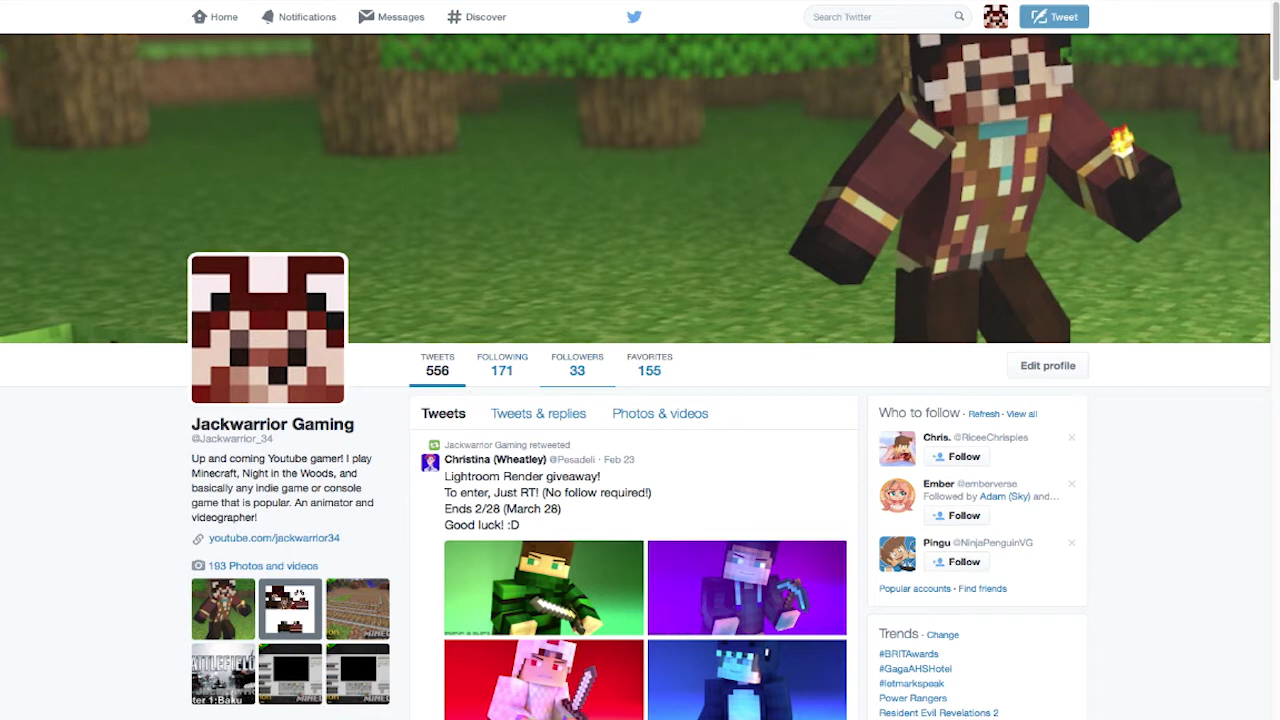 Home
Notifications
Messages
Discover
Search Twitter
Tweet
TWEETS
556
FOLLOWING
171
FOLLOWERS
33
FAVORITES
155
Edit profile
Jackwarrior Gaming
@Jackwarrior_34
Up and coming Youtube gamer! I play
Minecraft, Night in the Woods, and
basically any indie game or console
game that is popular. An animator and
videographer!
youtube.com/jackwarrior34
193 Photos and videos
Tweets
Tweets & replies
Photos & videos
Jackwarrior Gaming retweeted
Christina (Wheatley) @Pesadeli · Feb 23
Lightroom Render giveaway!
To enter, Just RT! (No follow required!)
Ends 2/28 (March 28)
Good luck! :D
Who to follow · Refresh · View all
Chris. @RiceeChrispies
Follow
Ember @emberverse
Followed by Adam (Sky) and...
Follow
Pingu @NinjaPenguinVG
Follow
Popular accounts · Find friends
Trends · Change
#BRITAwards
#GagaAHSHotel
#letmarkspeak
Power Rangers
Resident Evil Revelations 2